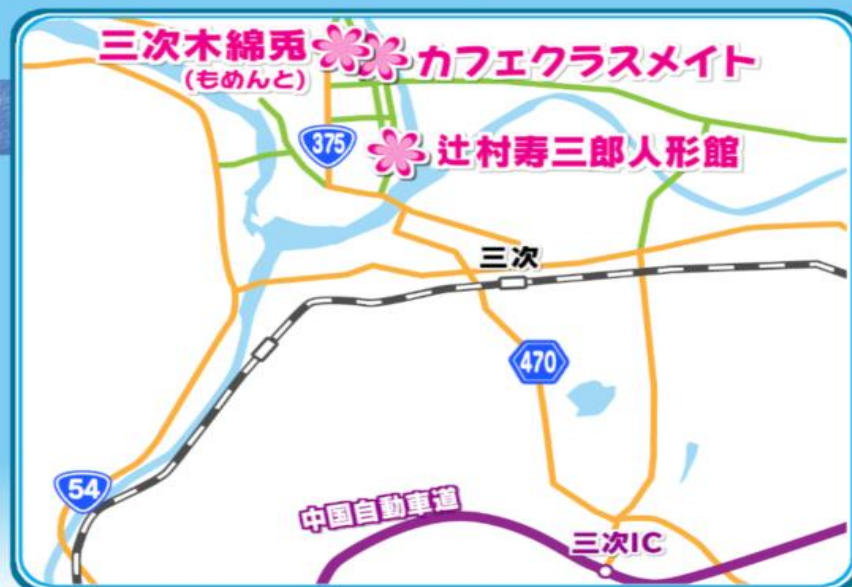 三次木綿兎
(もめんと)
カフェクラスメイト
375
辻村寿三郎人形館
三次
470
54
中国自動車道
三次IC